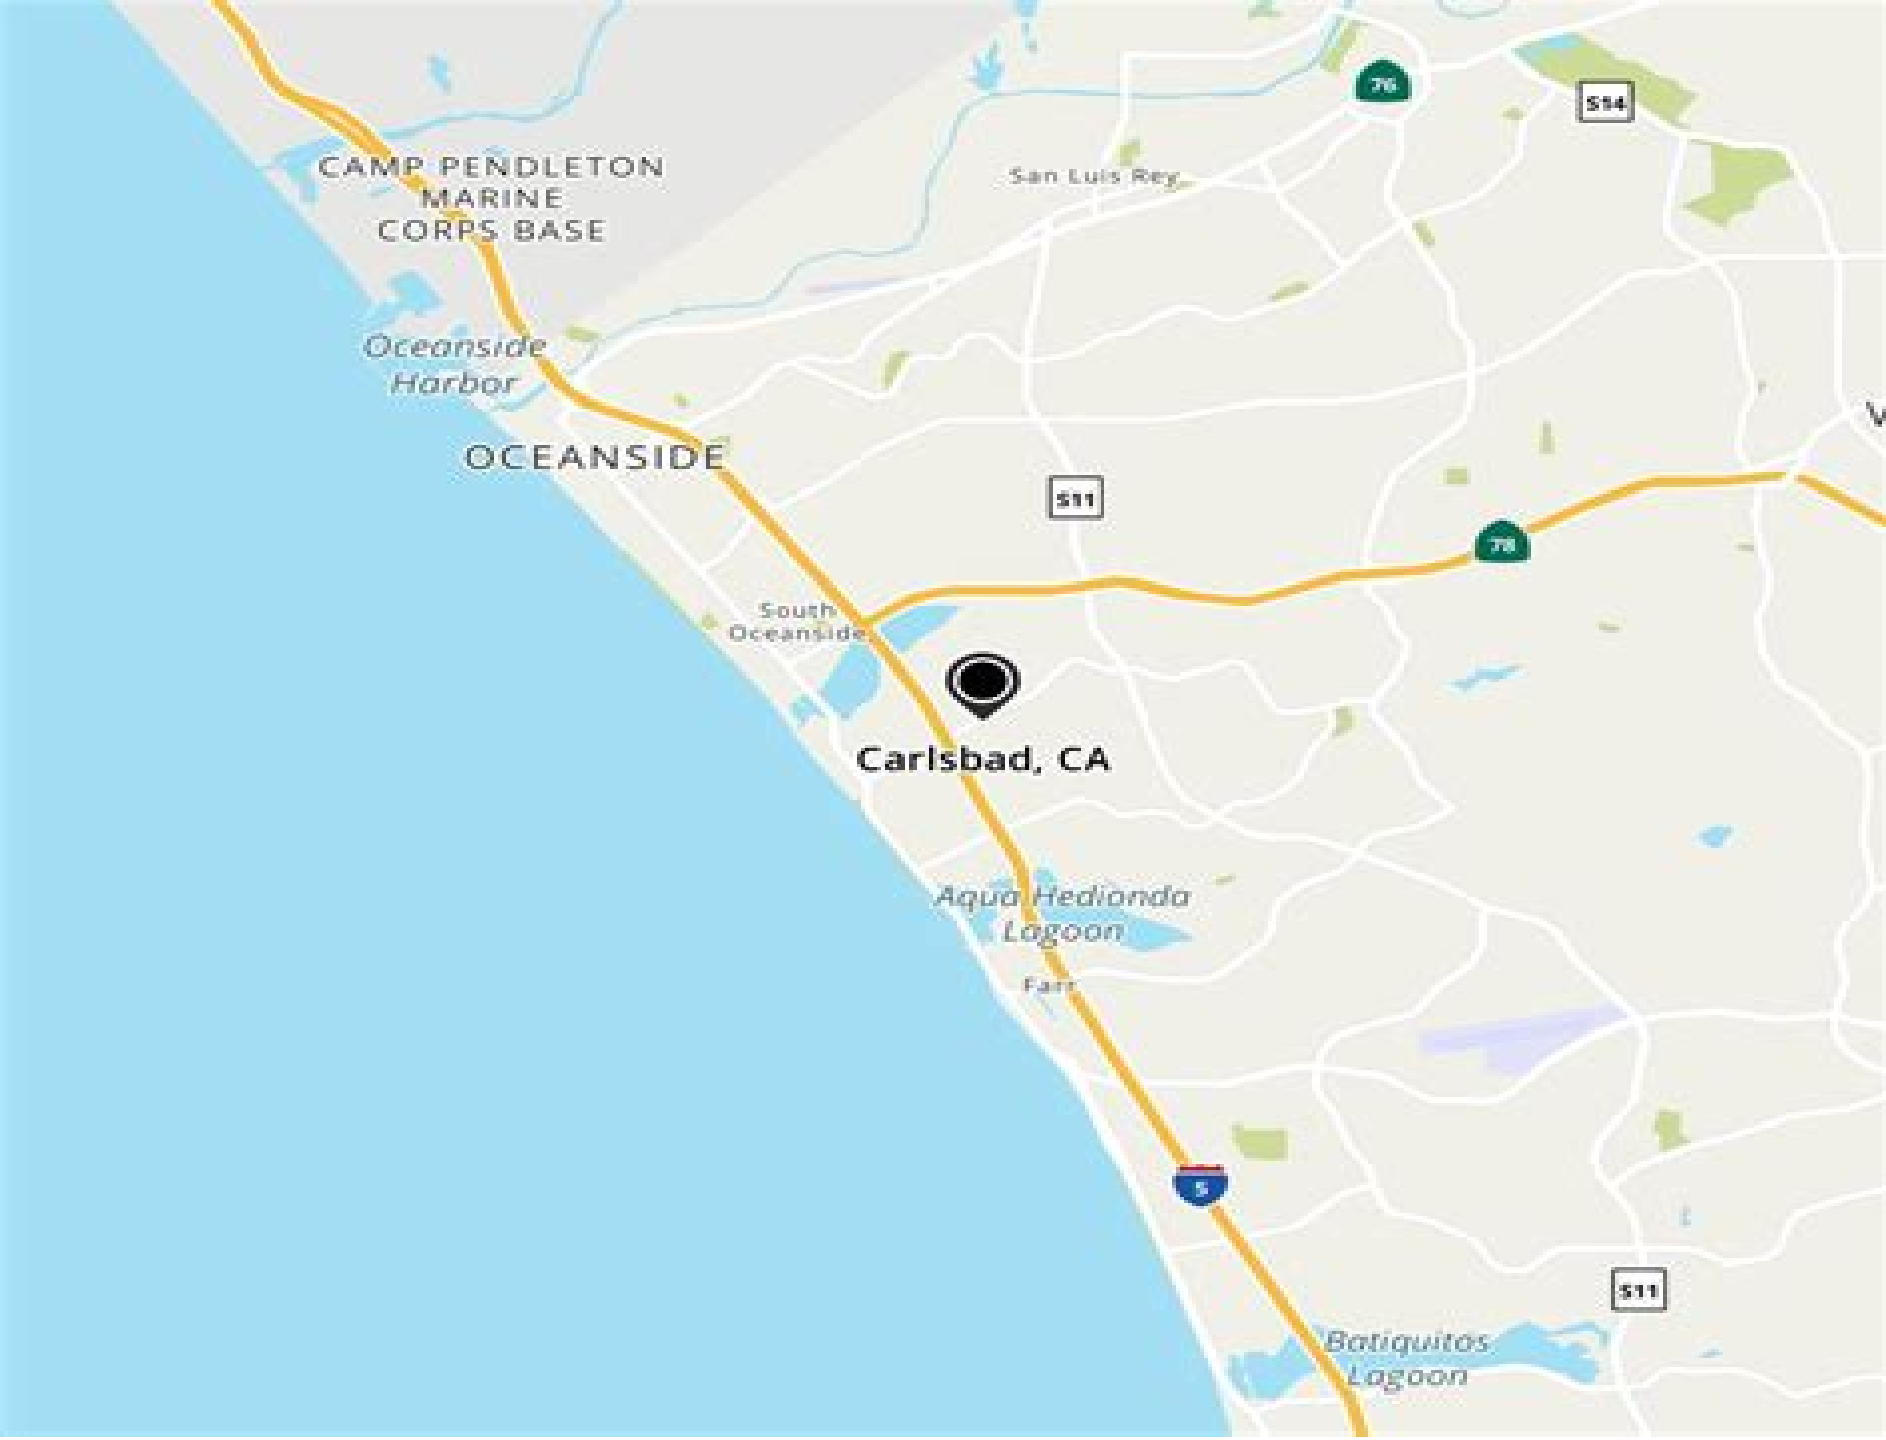 76
S14
CAMP PENDLETON
MARINE
CORPS BASE
San Luis Rey
Oceanside
Harbor
OCEANSIDE
S11
78
South
Oceanside
Carlsbad, CA
Aqua Hedionda
Lagoon
Farr
5
S11
Batiquitos
Lagoon